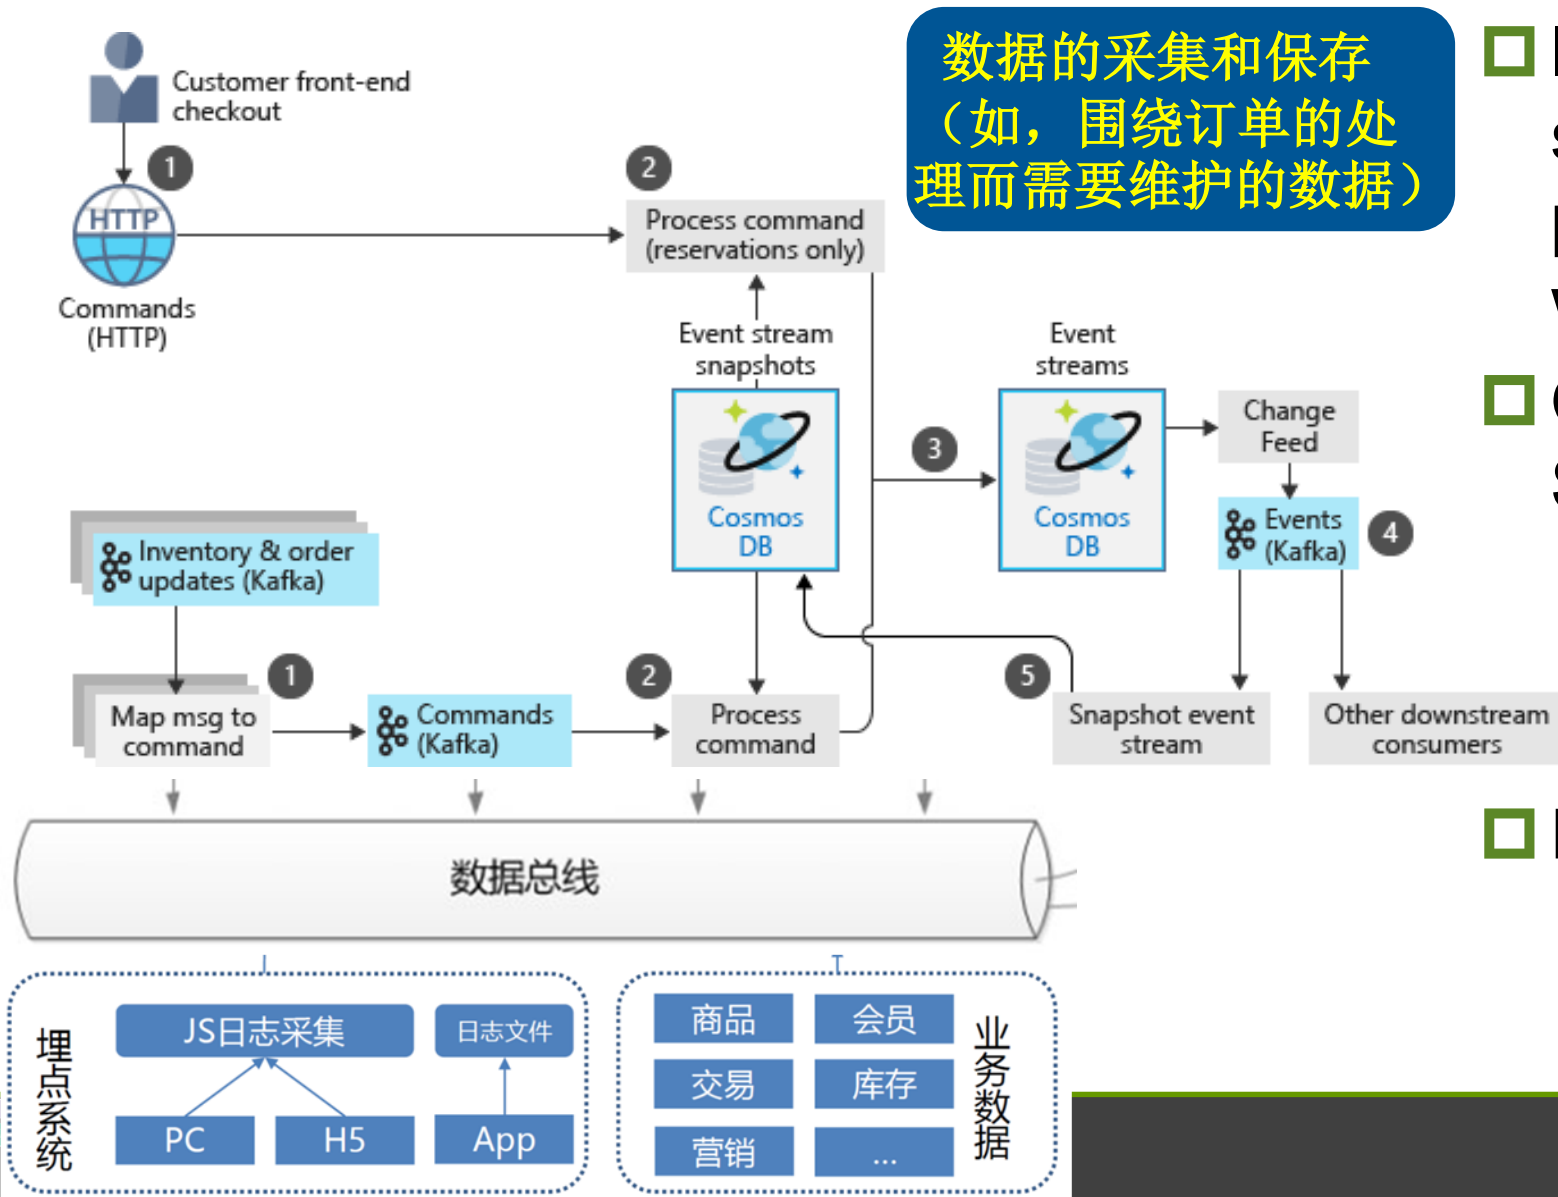 数据的采集和保存
（如，围绕订单的处
理而需要维护的数据）
Customer front-end
checkout
1
HTTP
Commands
(HTTP)
2
Process command
(reservations only)
Event stream
snapshots
Cosmos
DB
3
Event
streams
Cosmos
DB
Change
Feed
Events
(Kafka)
4
Inventory & order
updates (Kafka)
Map msg to
command
1
Commands
(Kafka)
2
Process
command
5
Snapshot event
stream
Other downstream
consumers
数据总线
埋点系统
JS日志采集
日志文件
PC
H5
App
商品
会员
交易
库存
营销
...
业务数据